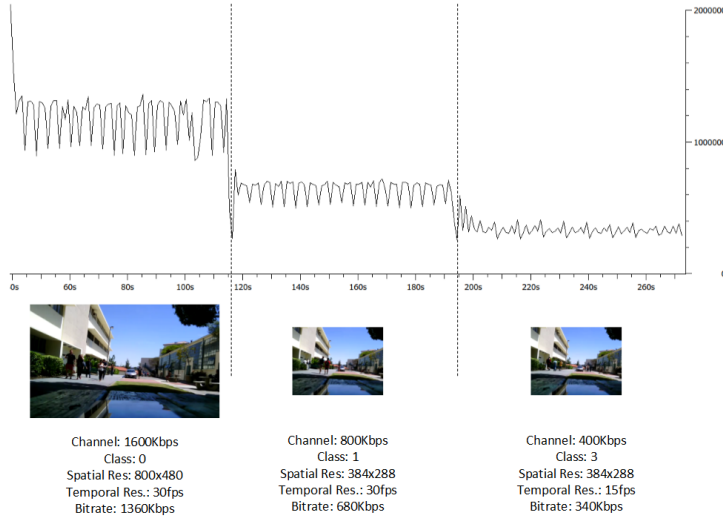 2000000
1000000
0s 60s 80s 100s 120s 140s 160s 180s 200s 220s 240s 260s
Channel: 1600Kbps
Class: 0
Spatial Res: 800x480
Temporal Res.: 30fps
Bitrate: 1360Kbps
Channel: 800Kbps
Class: 1
Spatial Res: 384x288
Temporal Res.: 30fps
Bitrate: 680Kbps
Channel: 400Kbps
Class: 3
Spatial Res: 384x288
Temporal Res.: 15fps
Bitrate: 340Kbps